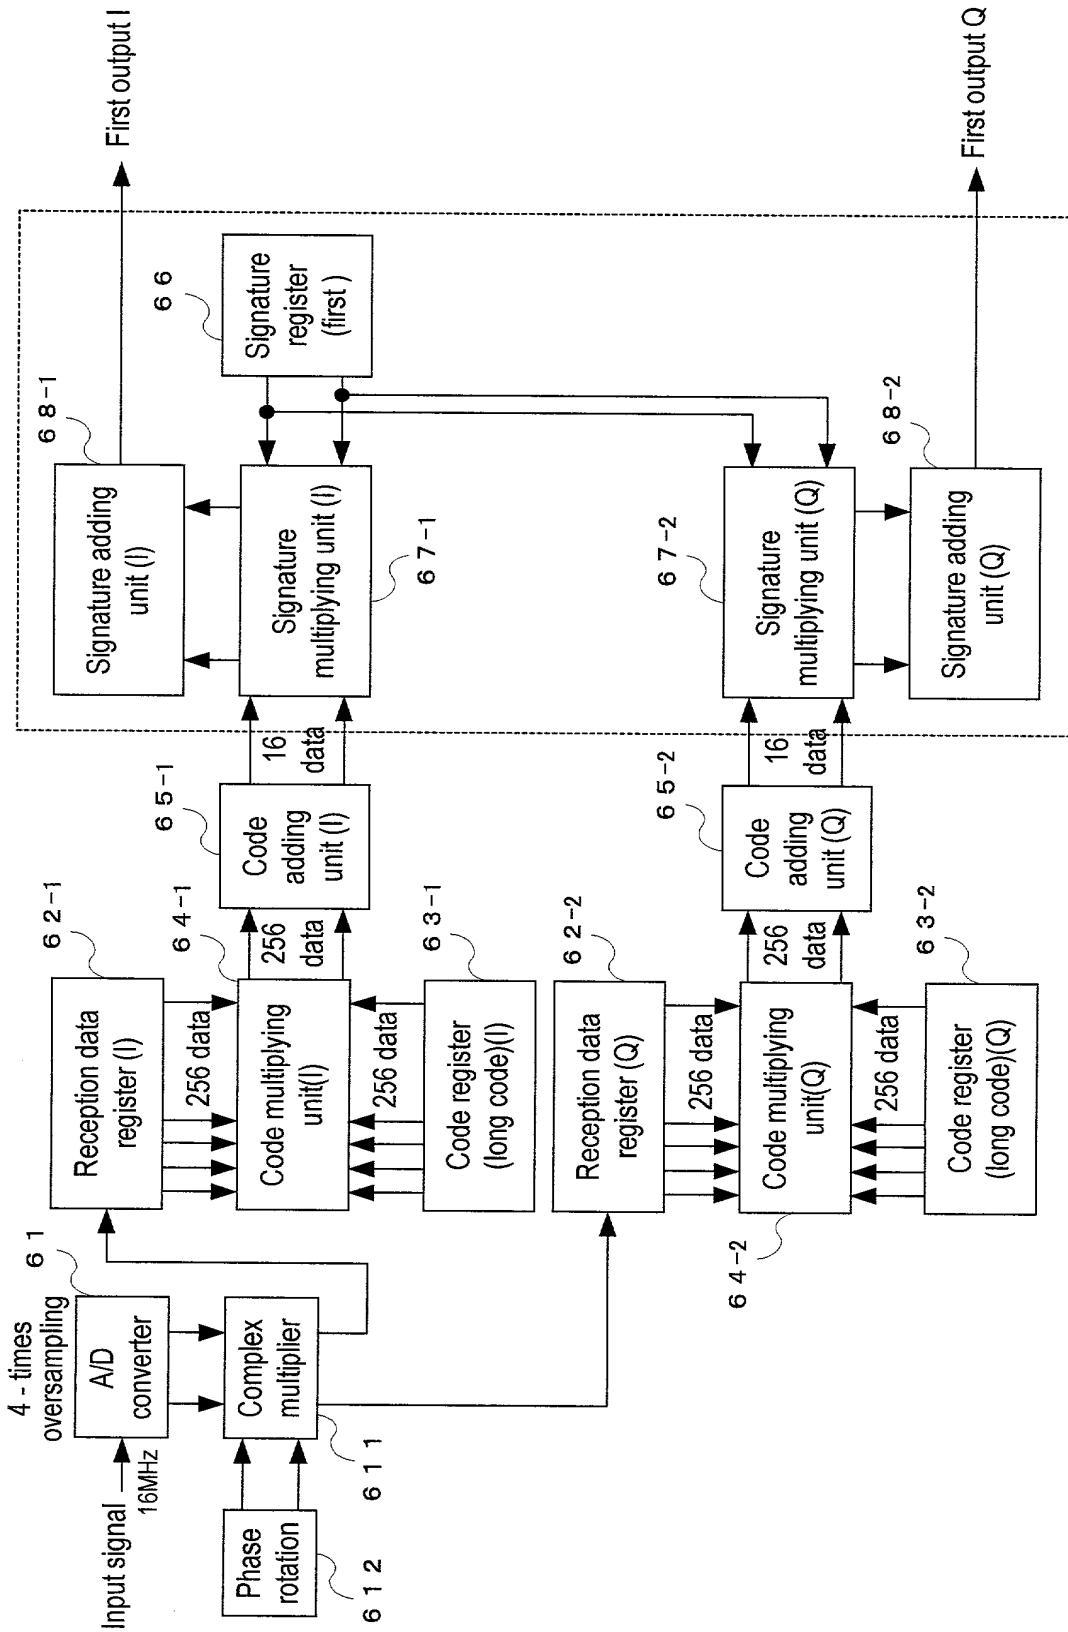 4 - times
oversampling
6 1
Input signal
16MHz
A/D
converter
Phase
rotation
6 1 2
Complex
multiplier
6 1 1
6 2-1
Reception data
register (I)
256 data
6 4-1
Code multiplying
unit(I)
256 data
Code register
(long code)(I)
6 3-1
256
data
6 5-1
Code
adding
unit (I)
16
data
6 8-1
Signature adding
unit (I)
First output I
Signature
multiplying unit (I)
6 7-1
6 6
Signature
register
(first )
6 2-2
Reception data
register (Q)
256 data
Code multiplying
unit(Q)
6 4-2
256 data
Code register
(long code)(Q)
6 3-2
256
data
6 5-2
Code
adding
unit (Q)
16
data
6 7-2
Signature
multiplying unit (Q)
6 8-2
Signature adding
unit (Q)
First output Q